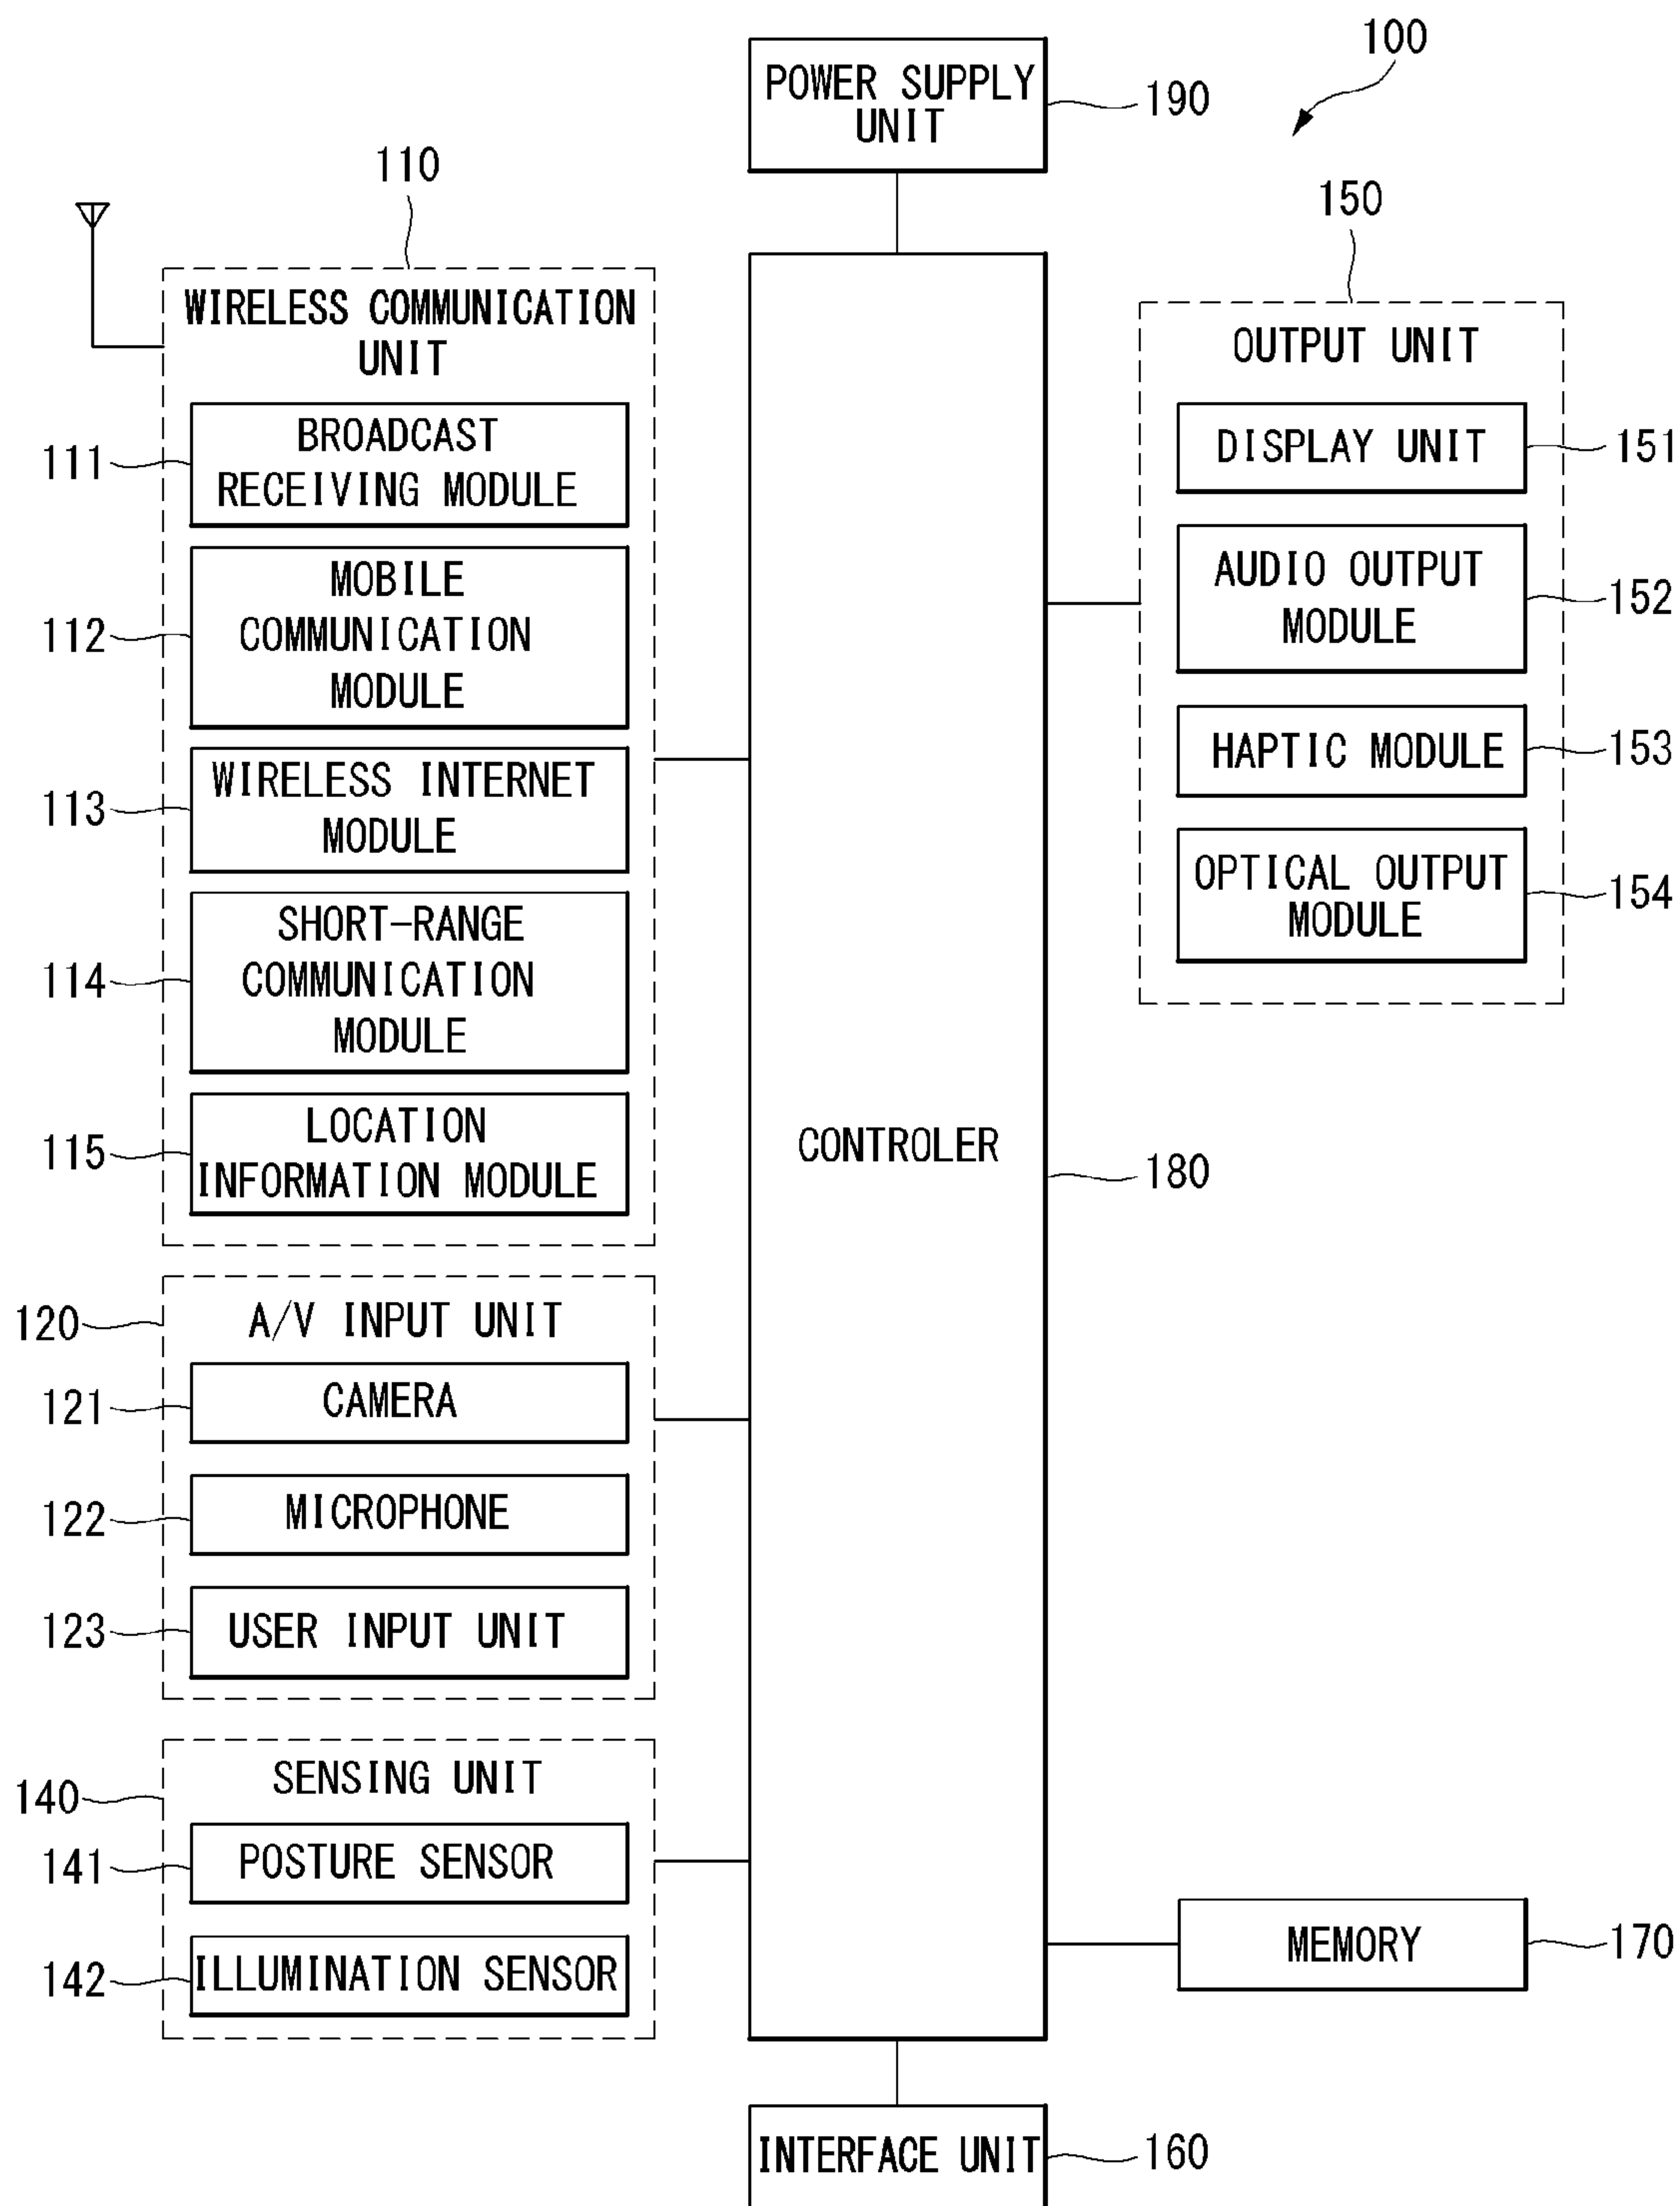 100
POWER SUPPLY
UNIT
190
110
150
WIRELESS COMMUNICATION
UNIT
111
BROADCAST
RECEIVING MODULE
112
MOBILE
COMMUNICATION
MODULE
113
WIRELESS INTERNET
MODULE
114
SHORT-RANGE
COMMUNICATION
MODULE
115
LOCATION
INFORMATION MODULE
120
A/V INPUT UNIT
121
CAMERA
122
MICROPHONE
123
USER INPUT UNIT
140
SENSING UNIT
141
POSTURE SENSOR
142
ILLUMINATION SENSOR
CONTROLER
180
OUTPUT UNIT
DISPLAY UNIT
151
AUDIO OUTPUT
MODULE
152
HAPTIC MODULE
153
OPTICAL OUTPUT
MODULE
154
MEMORY
170
INTERFACE UNIT
160